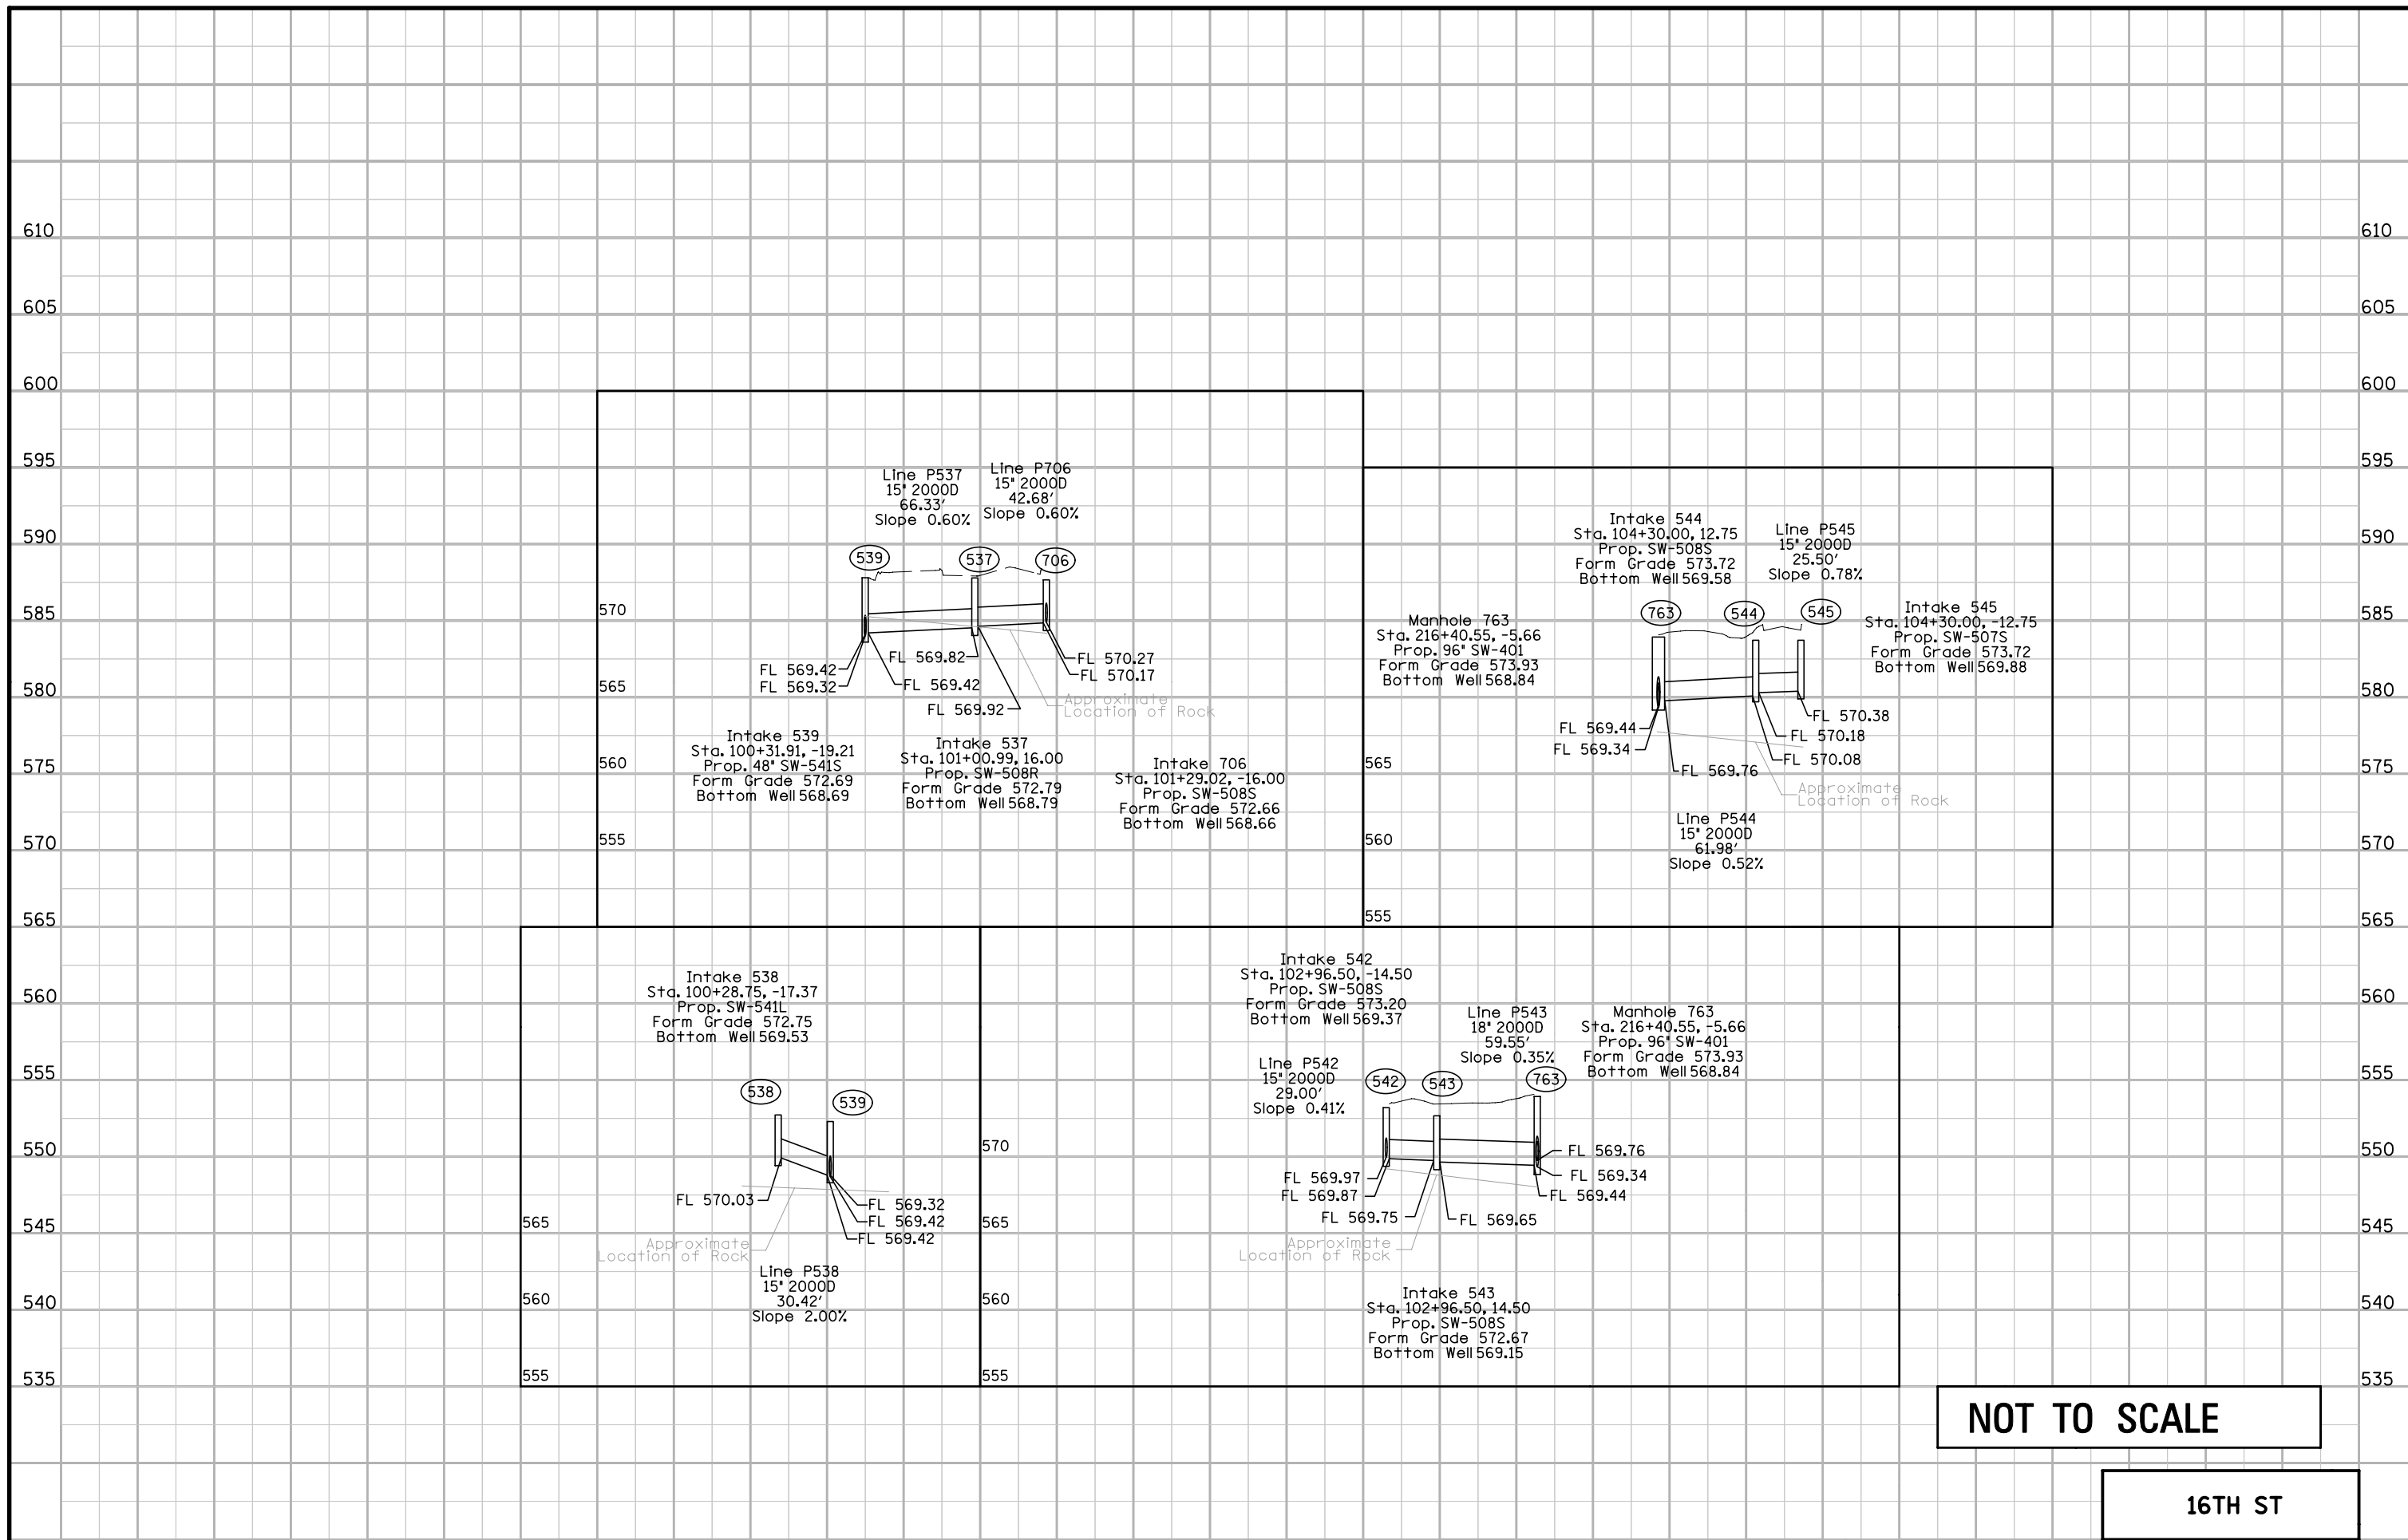 610
610
605
605
600
600
595
595
590
590
585
585
580
580
575
575
570
570
565
565
560
560
555
555
550
550
545
545
540
540
535
535
Line P537
15" 2000D
66.33'
Slope 0.60%
Line P706
15" 2000D
42.68'
Slope 0.60%
539
537
706
570
565
560
555
FL 569.42
FL 569.32
FL 569.82
FL 569.42
FL 569.92
FL 570.27
FL 570.17
Approximate
Location of Rock
Intake 539
Sta. 100+31.91, -19.21
Prop. 48" SW-541S
Form Grade 572.69
Bottom Well 568.69
Intake 537
Sta. 101+00.99, 16.00
Prop. SW-508R
Form Grade 572.79
Bottom Well 568.79
Intake 706
Sta. 101+29.02, -16.00
Prop. SW-508S
Form Grade 572.66
Bottom Well 568.66
Intake 544
Sta. 104+30.00, 12.75
Prop. SW-508S
Form Grade 573.72
Bottom Well 569.58
Line P545
15" 2000D
25.50'
Slope 0.78%
Manhole 763
Sta. 216+40.55, -5.66
Prop. 96" SW-401
Form Grade 573.93
Bottom Well 568.84
763
544
545
Intake 545
Sta. 104+30.00, -12.75
Prop. SW-507S
Form Grade 573.72
Bottom Well 569.88
FL 569.44
FL 569.34
FL 569.76
FL 570.38
FL 570.18
FL 570.08
Approximate
Location of Rock
565
560
555
Line P544
15" 2000D
61.98'
Slope 0.52%
Intake 538
Sta. 100+28.75, -17.37
Prop. SW-541L
Form Grade 572.75
Bottom Well 569.53
538
539
FL 570.03
FL 569.32
FL 569.42
FL 569.42
565
560
555
Approximate
Location of Rock
Line P538
15" 2000D
30.42'
Slope 2.00%
Intake 542
Sta. 102+96.50, -14.50
Prop. SW-508S
Form Grade 573.20
Bottom Well 569.37
Line P543
18" 2000D
59.55'
Slope 0.35%
Manhole 763
Sta. 216+40.55, -5.66
Prop. 96" SW-401
Form Grade 573.93
Bottom Well 568.84
Line P542
15" 2000D
29.00'
Slope 0.41%
542
543
763
570
565
560
555
FL 569.97
FL 569.87
FL 569.75
FL 569.65
FL 569.76
FL 569.34
FL 569.44
Approximate
Location of Rock
Intake 543
Sta. 102+96.50, 14.50
Prop. SW-508S
Form Grade 572.67
Bottom Well 569.15
NOT TO SCALE
16TH ST